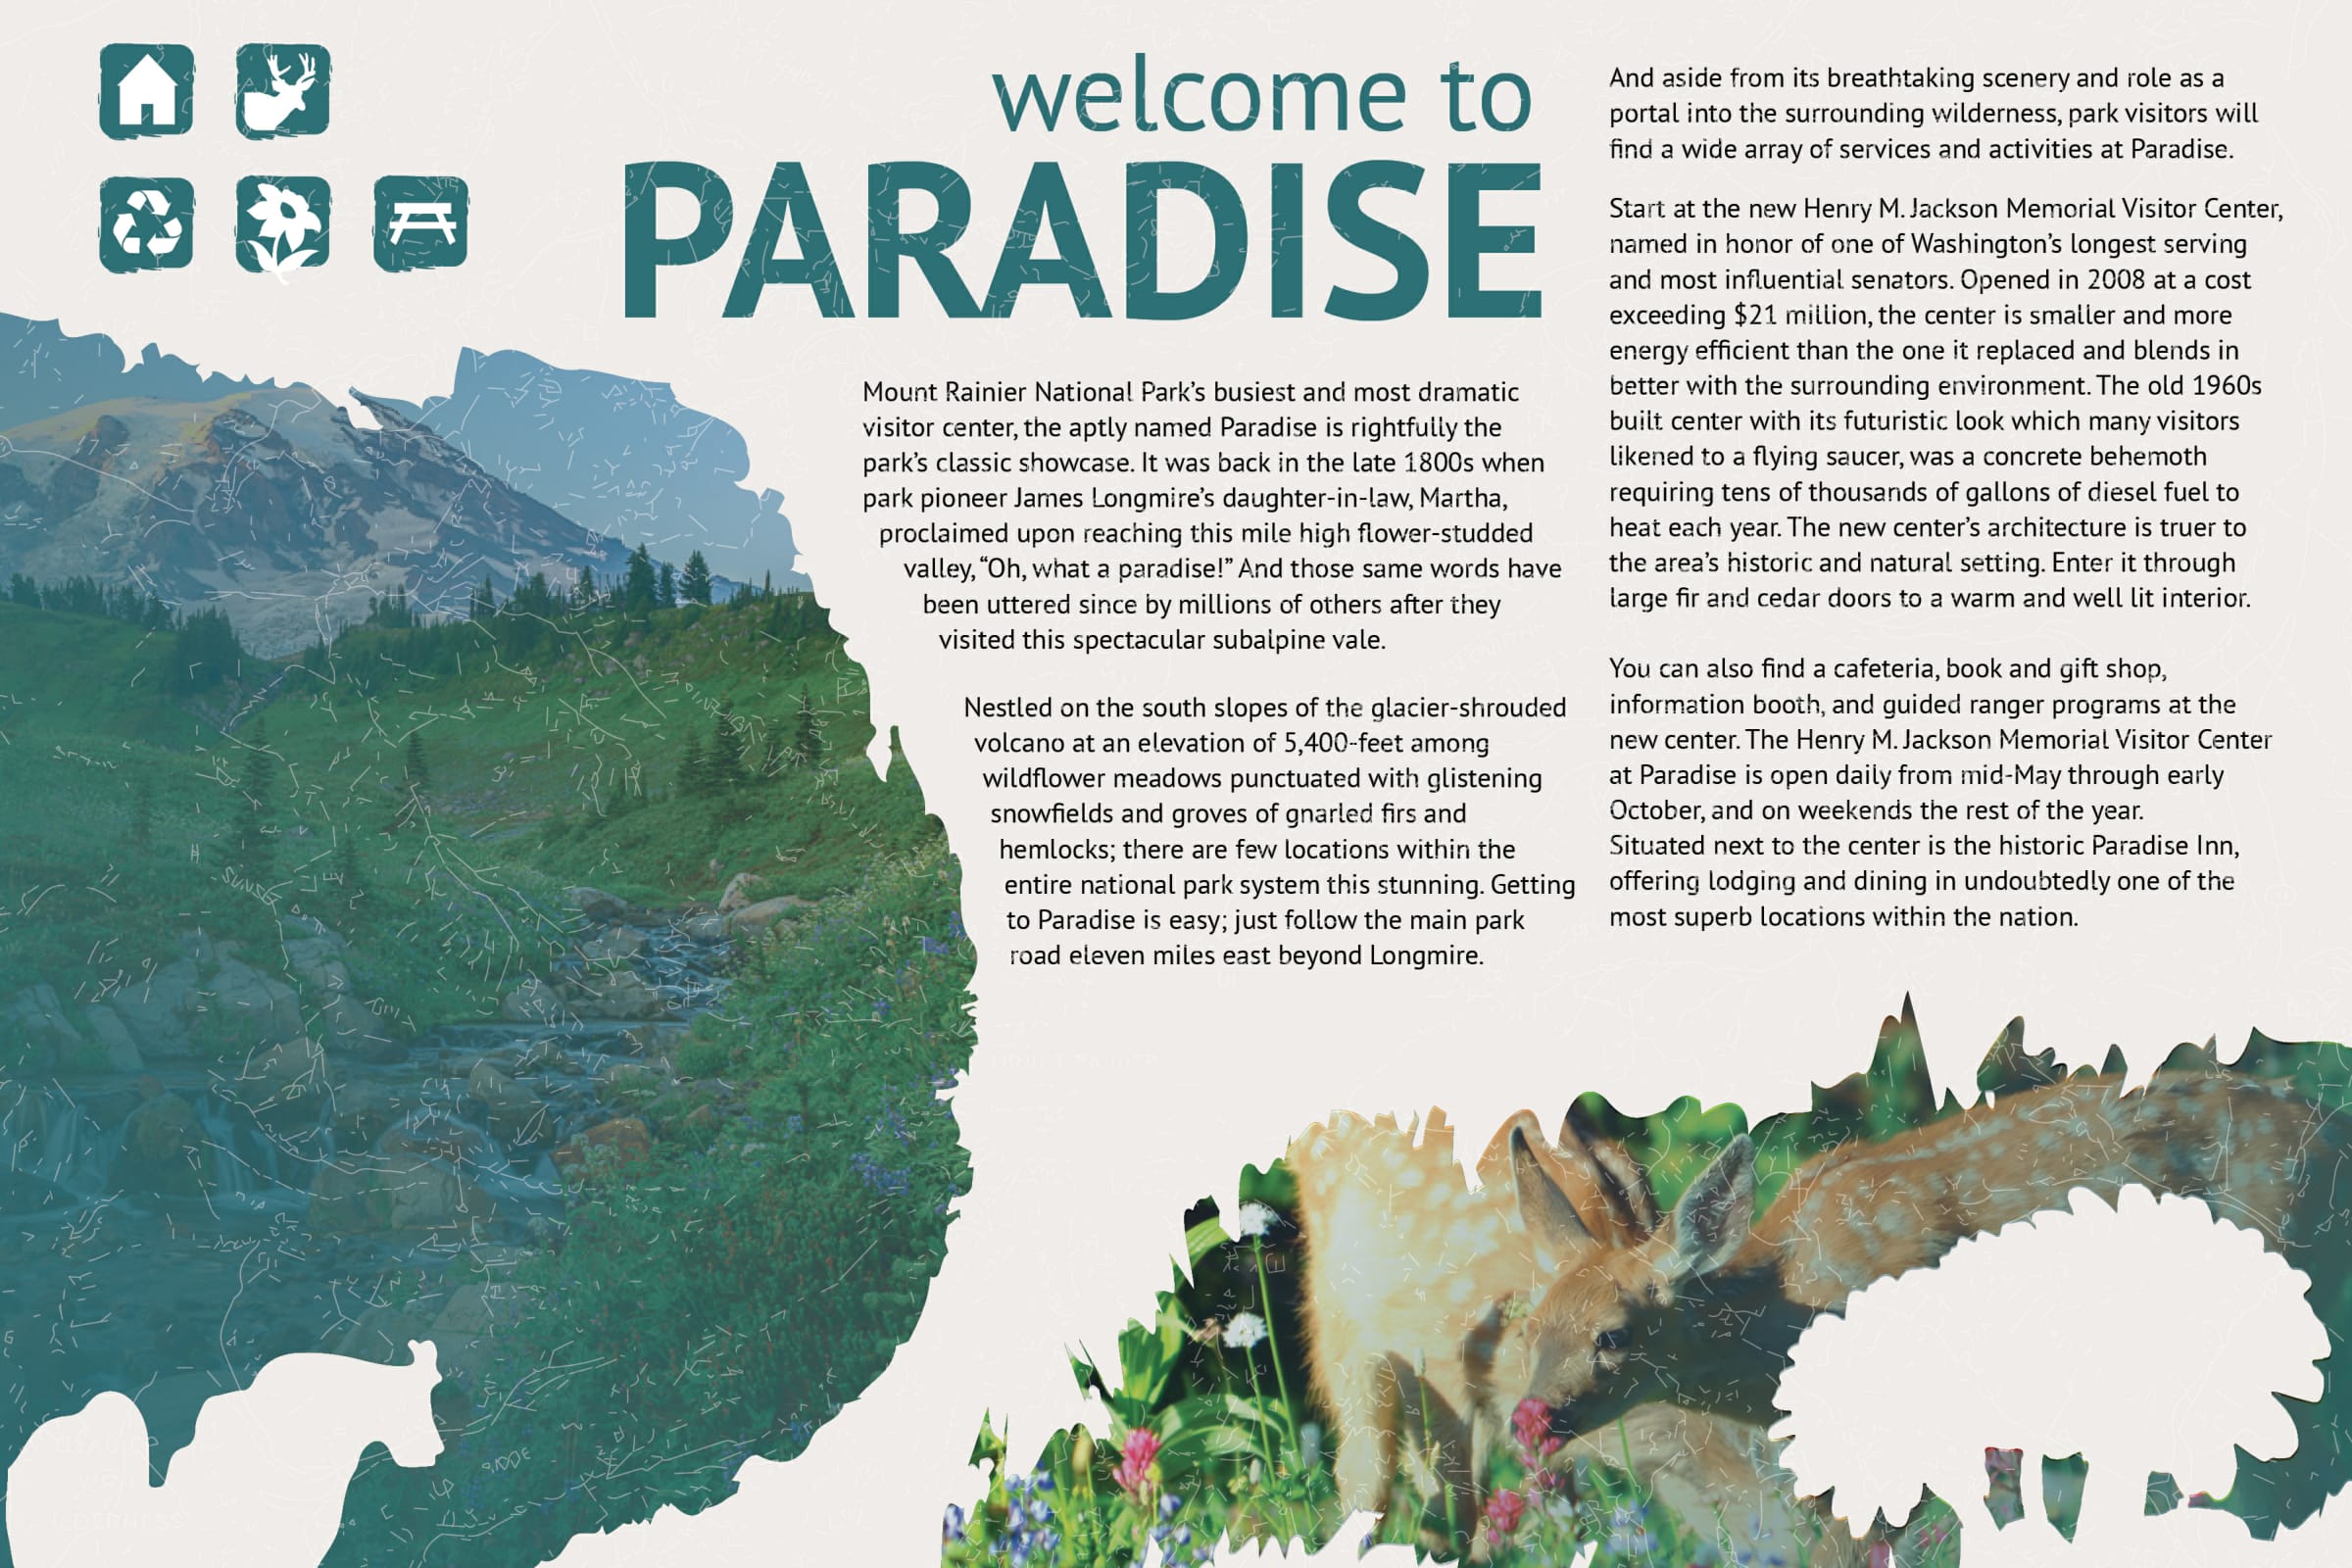 welcome to
PARADISE
Mount Rainier National Park’s busiest and most dramatic
visitor center, the aptly named Paradise is rightfully the
park’s classic showcase. It was back in the late 1800s when
park pioneer James Longmire’s daughter-in-law, Martha,
proclaimed upon reaching this mile high flower-studded
valley, “Oh, what a paradise!” And those same words have
been uttered since by millions of others after they
visited this spectacular subalpine vale.
Nestled on the south slopes of the glacier-shrouded
volcano at an elevation of 5,400-feet among
wildflower meadows punctuated with glistening
snowfields and groves of gnarled firs and
hemlocks; there are few locations within the
entire national park system this stunning. Getting
to Paradise is easy; just follow the main park
road eleven miles east beyond Longmire.
And aside from its breathtaking scenery and role as a
portal into the surrounding wilderness, park visitors will
find a wide array of services and activities at Paradise.
Start at the new Henry M. Jackson Memorial Visitor Center,
named in honor of one of Washington’s longest serving
and most influential senators. Opened in 2008 at a cost
exceeding $21 million, the center is smaller and more
energy efficient than the one it replaced and blends in
better with the surrounding environment. The old 1960s
built center with its futuristic look which many visitors
likened to a flying saucer, was a concrete behemoth
requiring tens of thousands of gallons of diesel fuel to
heat each year. The new center’s architecture is truer to
the area’s historic and natural setting. Enter it through
large fir and cedar doors to a warm and well lit interior.
You can also find a cafeteria, book and gift shop,
information booth, and guided ranger programs at the
new center. The Henry M. Jackson Memorial Visitor Center
at Paradise is open daily from mid-May through early
October, and on weekends the rest of the year.
Situated next to the center is the historic Paradise Inn,
offering lodging and dining in undoubtedly one of the
most superb locations within the nation.